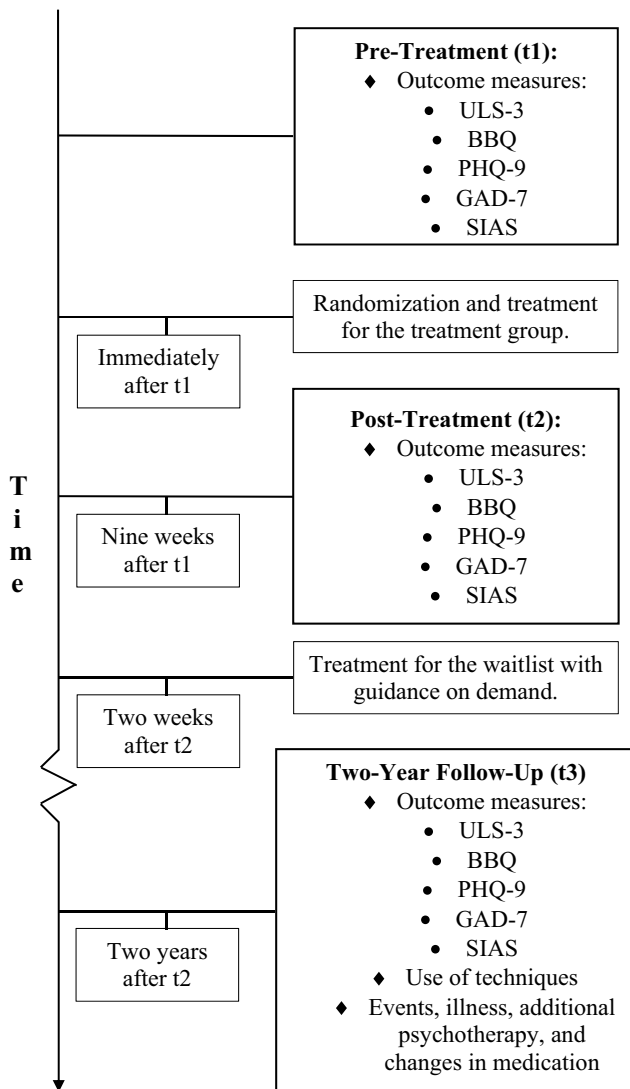 Pre-Treatment (t1):
♦ Outcome measures:
• ULS-3
• BBQ
• PHQ-9
• GAD-7
• SIAS
Randomization and treatment
for the treatment group.
Immediately
after t1
Post-Treatment (t2):
♦ Outcome measures:
• ULS-3
• BBQ
• PHQ-9
• GAD-7
• SIAS
Time
Nine weeks
after t1
Treatment for the waitlist with
guidance on demand.
Two weeks
after t2
Two-Year Follow-Up (t3)
♦ Outcome measures:
• ULS-3
• BBQ
• PHQ-9
• GAD-7
• SIAS
♦ Use of techniques
♦ Events, illness, additional
psychotherapy, and
changes in medication
Two years
after t2